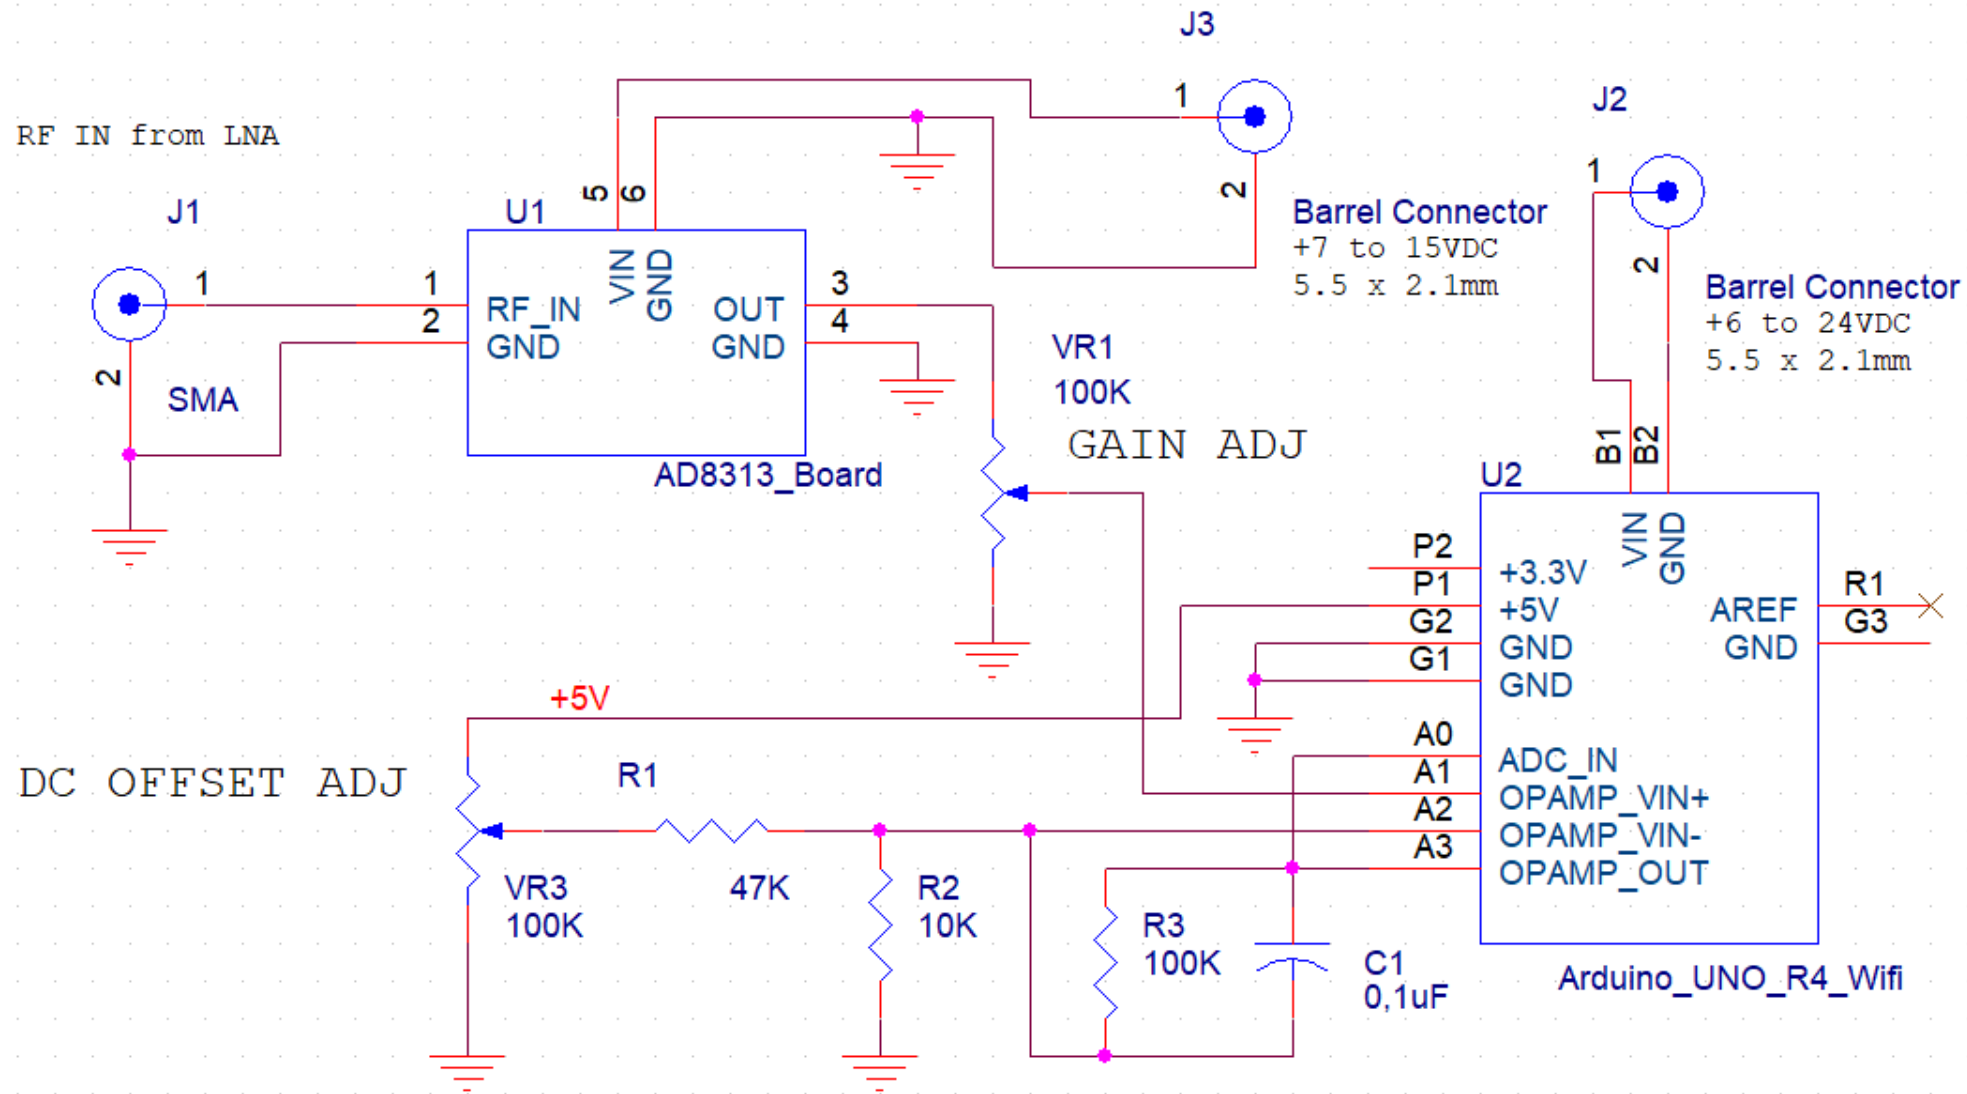 J3
1
2
Barrel Connector
+7 to 15VDC
5.5 x 2.1mm
J2
1
2
Barrel Connector
+6 to 24VDC
5.5 x 2.1mm
RF IN from LNA
J1
1
2
SMA
U1
5
6
VIN
GND
1
2
RF_IN
GND
OUT
GND
3
4
AD8313_Board
VR1
100K
GAIN ADJ
U2
B1
B2
VIN
GND
P2
+3.3V
P1
+5V
G2
GND
G1
GND
A0
ADC_IN
A1
OPAMP_VIN+
A2
OPAMP_VIN-
A3
OPAMP_OUT
AREF
GND
R1
G3
Arduino_UNO_R4_Wifi
+5V
DC OFFSET ADJ
VR3
100K
R1
47K
R2
10K
R3
100K
C1
0,1uF